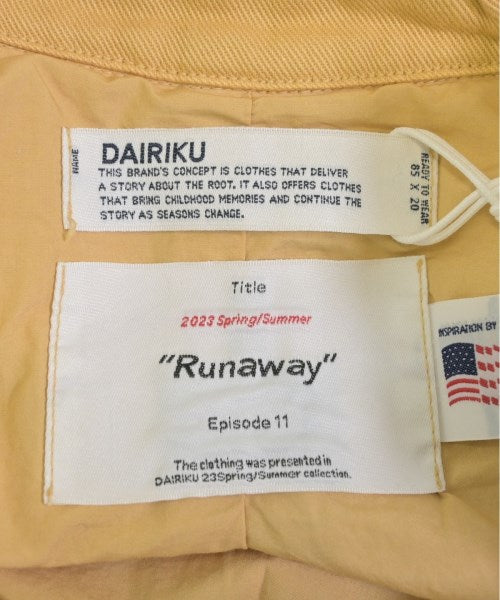 NAME
DAIRIKU
THIS BRAND'S CONCEPT IS CLOTHES THAT DELIVER
A STORY ABOUT THE ROOT. IT ALSO OFFERS CLOTHES
THAT BRING CHILDHOOD MEMORIES AND CONTINUE THE
STORY AS SEASONS CHANGE.
READY TO WEAR
85 X 20
Title
2023 Spring/Summer
"Runaway"
Episode 11
The clothing was presented in
DAIRIKU 23Spring/Summer collection.
INSPIRATION BY